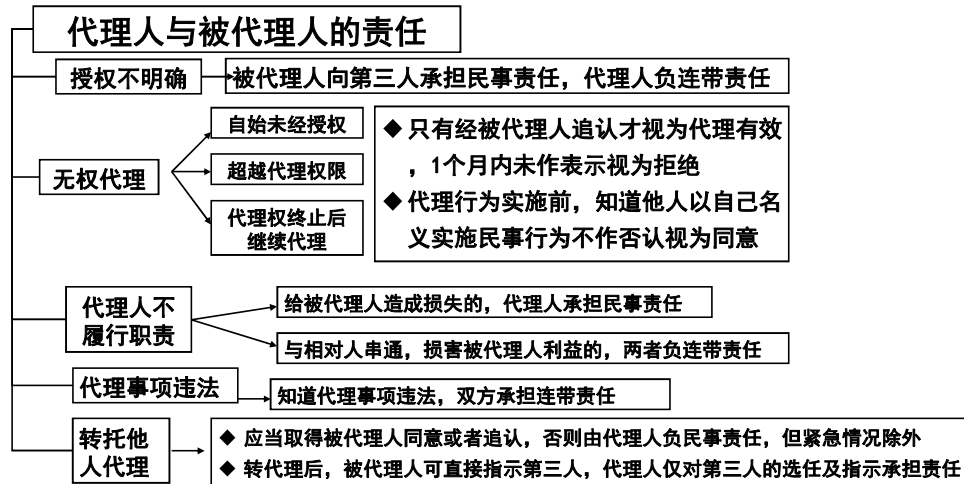 代理人与被代理人的责任
授权不明确
被代理人向第三人承担民事责任，代理人负连带责任
无权代理
自始未经授权
超越代理权限
代理权终止后
继续代理
◆ 只有经被代理人追认才视为代理有效
，1个月内未作表示视为拒绝
◆ 代理行为实施前，知道他人以自己名
义实施民事行为不作否认视为同意
代理人不
履行职责
给被代理人造成损失的，代理人承担民事责任
与相对人串通，损害被代理人利益的，两者负连带责任
代理事项违法
知道代理事项违法，双方承担连带责任
转托他
人代理
◆ 应当取得被代理人同意或者追认，否则由代理人负民事责任，但紧急情况除外
◆ 转代理后，被代理人可直接指示第三人，代理人仅对第三人的选任及指示承担责任